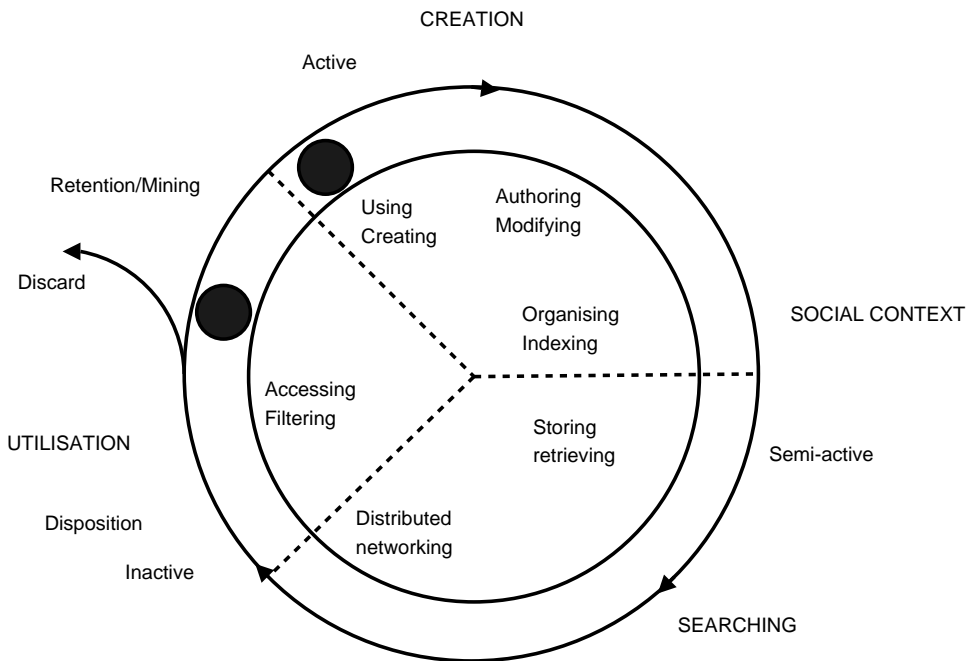 CREATION
Active
Retention/Mining
Using
Creating
Authoring
Modifying
Discard
Organising
Indexing
SOCIAL CONTEXT
Accessing
Filtering
UTILISATION
Storing
retrieving
Semi-active
Disposition
Distributed
networking
Inactive
SEARCHING